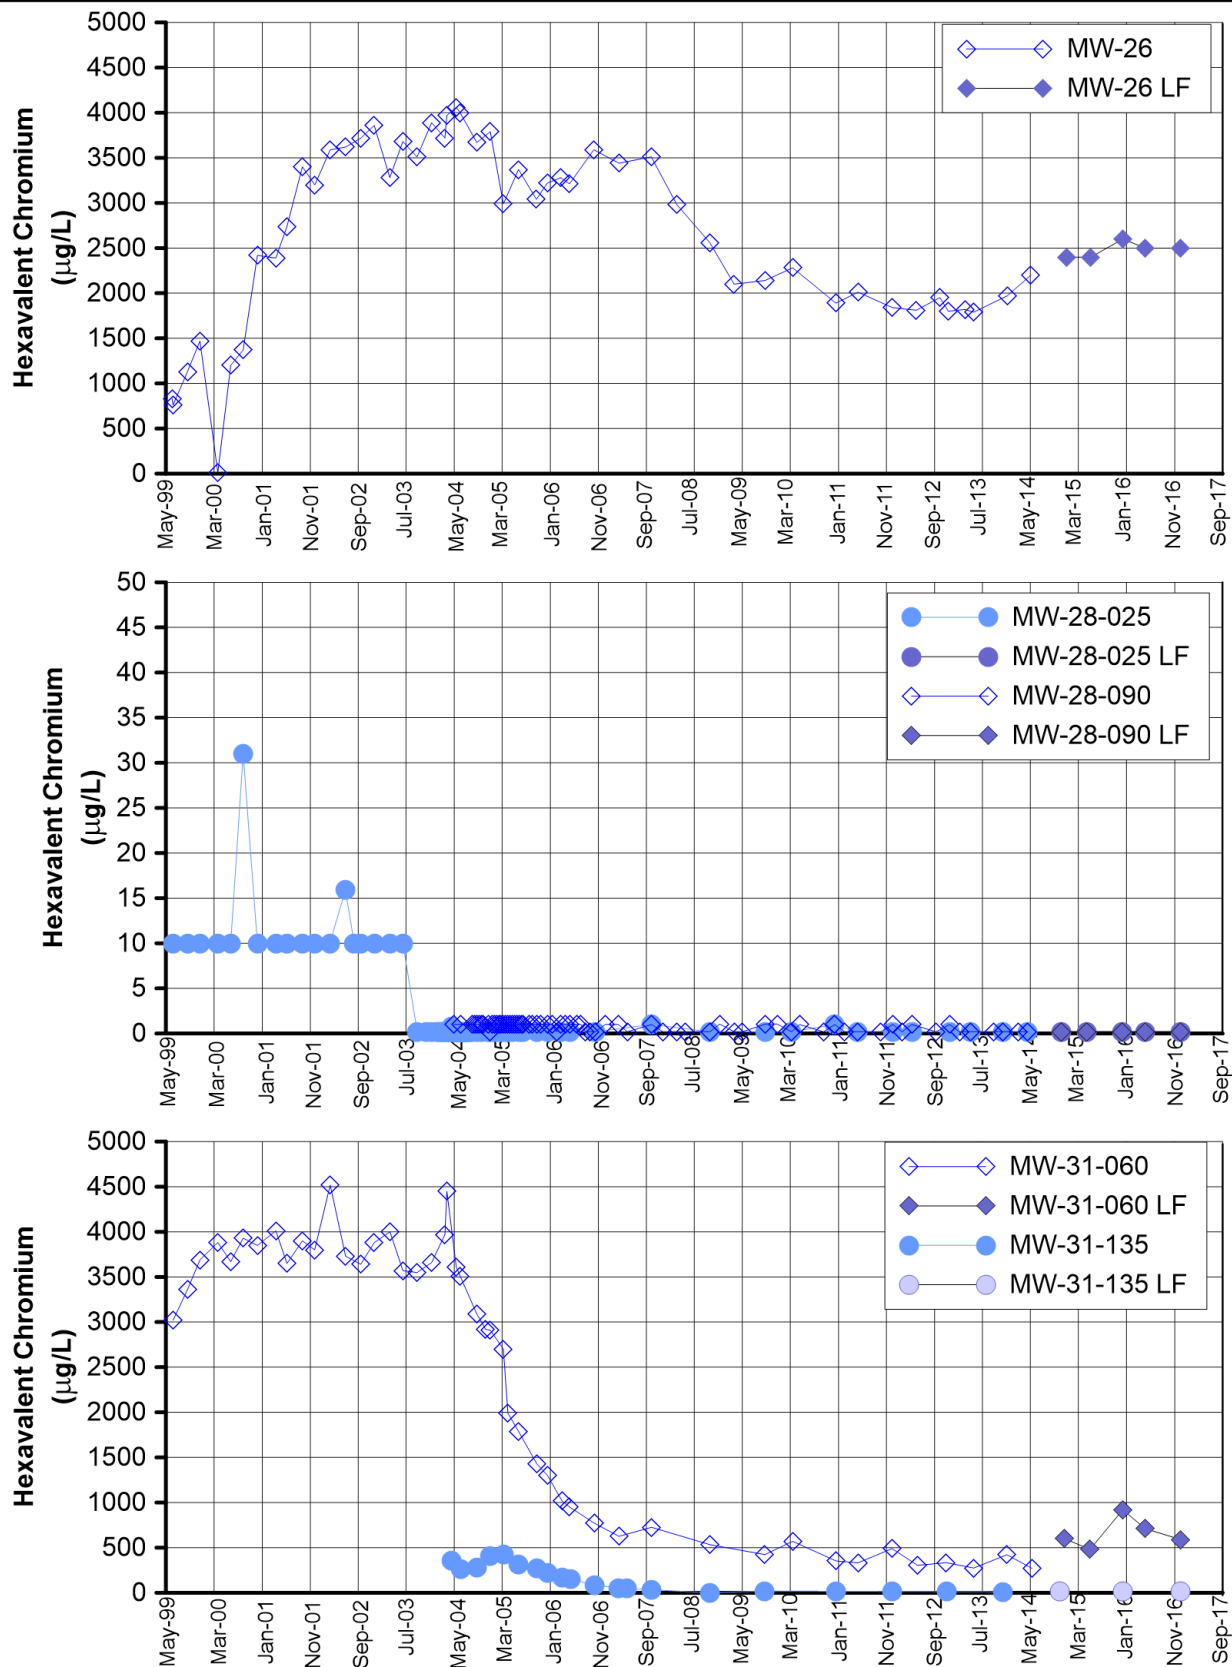 Hexavalent Chromium
(µg/L)
5000
4500
4000
3500
3000
2500
2000
1500
1000
500
0
MW-26
MW-26 LF
May-99
Mar-00
Jan-01
Nov-01
Sep-02
Jul-03
May-04
Mar-05
Jan-06
Nov-06
Sep-07
Jul-08
May-09
Mar-10
Jan-11
Nov-11
Sep-12
Jul-13
May-14
Mar-15
Jan-16
Nov-16
Sep-17
Hexavalent Chromium
(µg/L)
50
45
40
35
30
25
20
15
10
5
0
MW-28-025
MW-28-025 LF
MW-28-090
MW-28-090 LF
May-99
Mar-00
Jan-01
Nov-01
Sep-02
Jul-03
May-04
Mar-05
Jan-06
Nov-06
Sep-07
Jul-08
May-09
Mar-10
Jan-11
Nov-11
Sep-12
Jul-13
May-14
Mar-15
Jan-16
Nov-16
Sep-17
Hexavalent Chromium
(µg/L)
5000
4500
4000
3500
3000
2500
2000
1500
1000
500
0
MW-31-060
MW-31-060 LF
MW-31-135
MW-31-135 LF
May-99
Mar-00
Jan-01
Nov-01
Sep-02
Jul-03
May-04
Mar-05
Jan-06
Nov-06
Sep-07
Jul-08
May-09
Mar-10
Jan-11
Nov-11
Sep-12
Jul-13
May-14
Mar-15
Jan-16
Nov-16
Sep-17